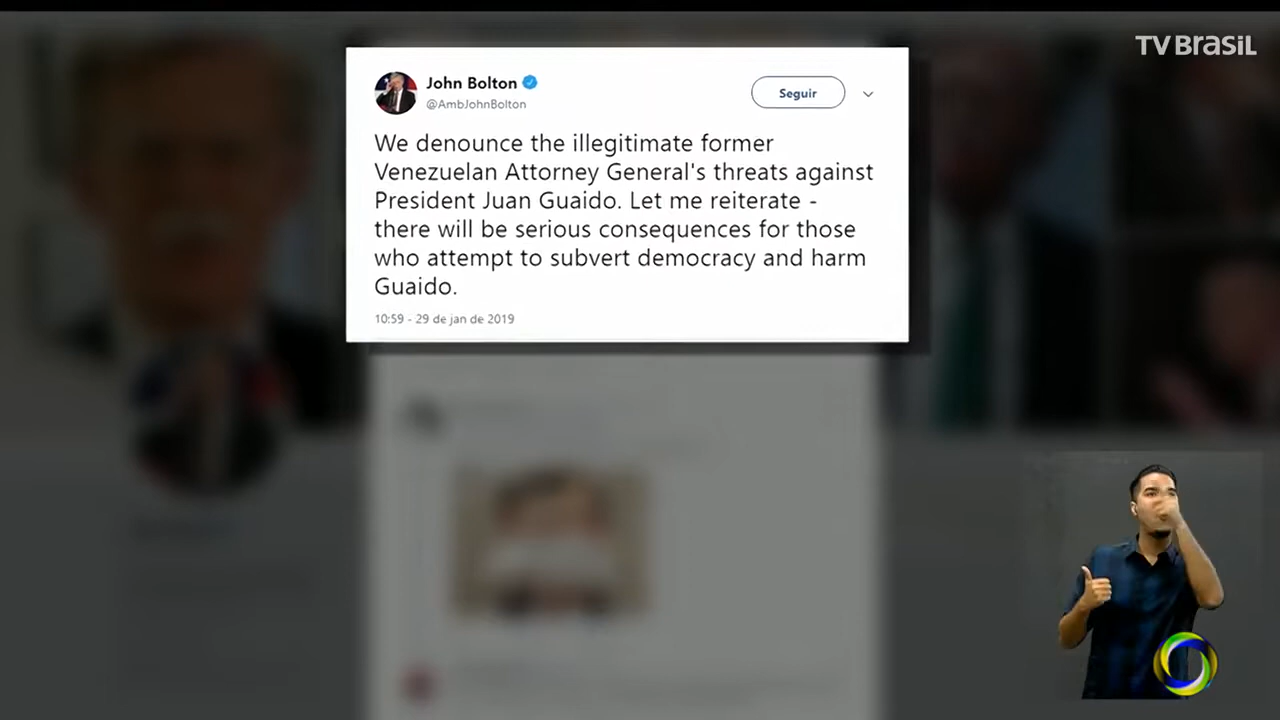 TVBRASIL
John Bolton
@AmbJohnBolton
Seguir
We denounce the illegitimate former
Venezuelan Attorney General's threats against
President Juan Guaido. Let me reiterate -
there will be serious consequences for those
who attempt to subvert democracy and harm
Guaido.
10:59 - 29 de jan de 2019